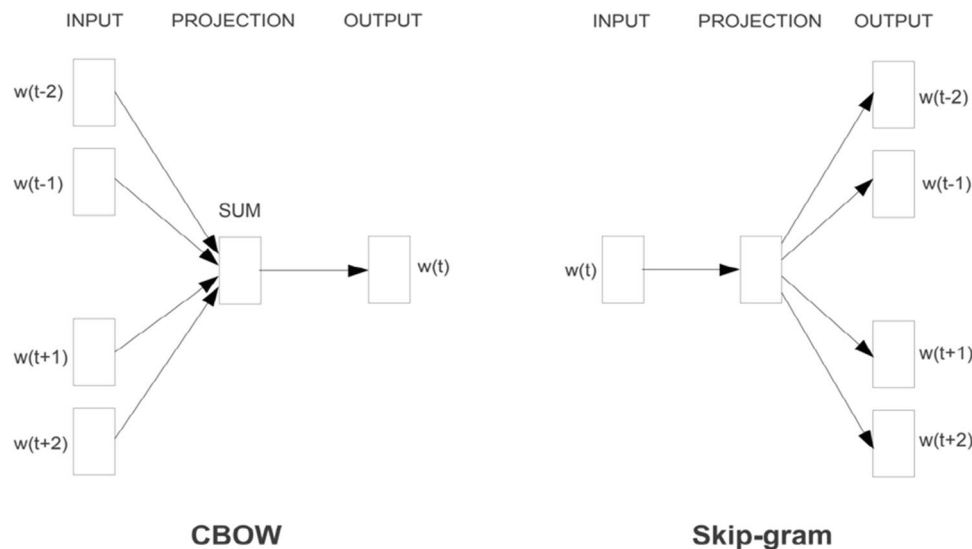 INPUT PROJECTION OUTPUT
w(t-2)
w(t-1)
SUM
w(t)
w(t+1)
w(t+2)
CBOW
INPUT PROJECTION OUTPUT
w(t-2)
w(t-1)
w(t)
w(t+1)
w(t+2)
Skip-gram